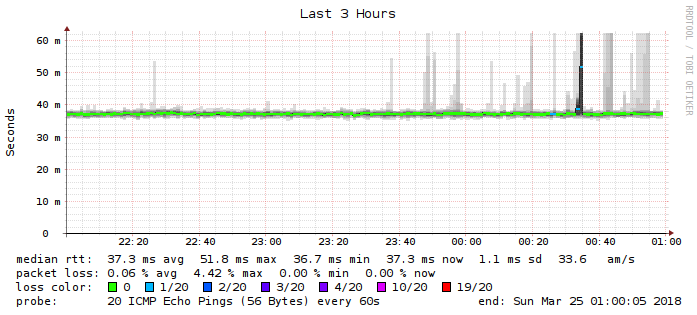 Last 3 Hours
RRDTOOL / TOBI OETIKER
Seconds
60 m
50 m
40 m
30 m
20 m
10 m
0
22:20 22:40 23:00 23:20 23:40 00:00 00:20 00:40 01:00
median rtt: 37.3 ms avg 51.8 ms max 36.7 ms min 37.3 ms now 1.1 ms sd 33.6 am/s
packet loss: 0.06 % avg 4.42 % max 0.00 % min 0.00 % now
loss color: 0 1/20 2/20 3/20 4/20 10/20 19/20
probe: 20 ICMP Echo Pings (56 Bytes) every 60s end: Sun Mar 25 01:00:05 2018